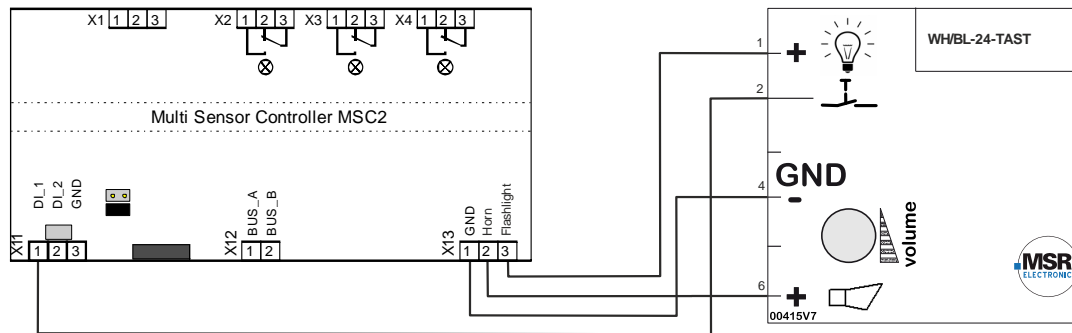 X1 1 2 3
X2 1 2 3
X3 1 2 3
X4 1 2 3
Multi Sensor Controller MSC2
DI_1
DI_2
GND
X11 1 2 3
BUS_A
BUS_B
X12 1 2
GND
Horn
Flashlight
X13 1 2 3
WH/BL-24-TAST
1 +
2
4
GND
-
volume
6 +
00415V7
MSR
ELECTRONIC